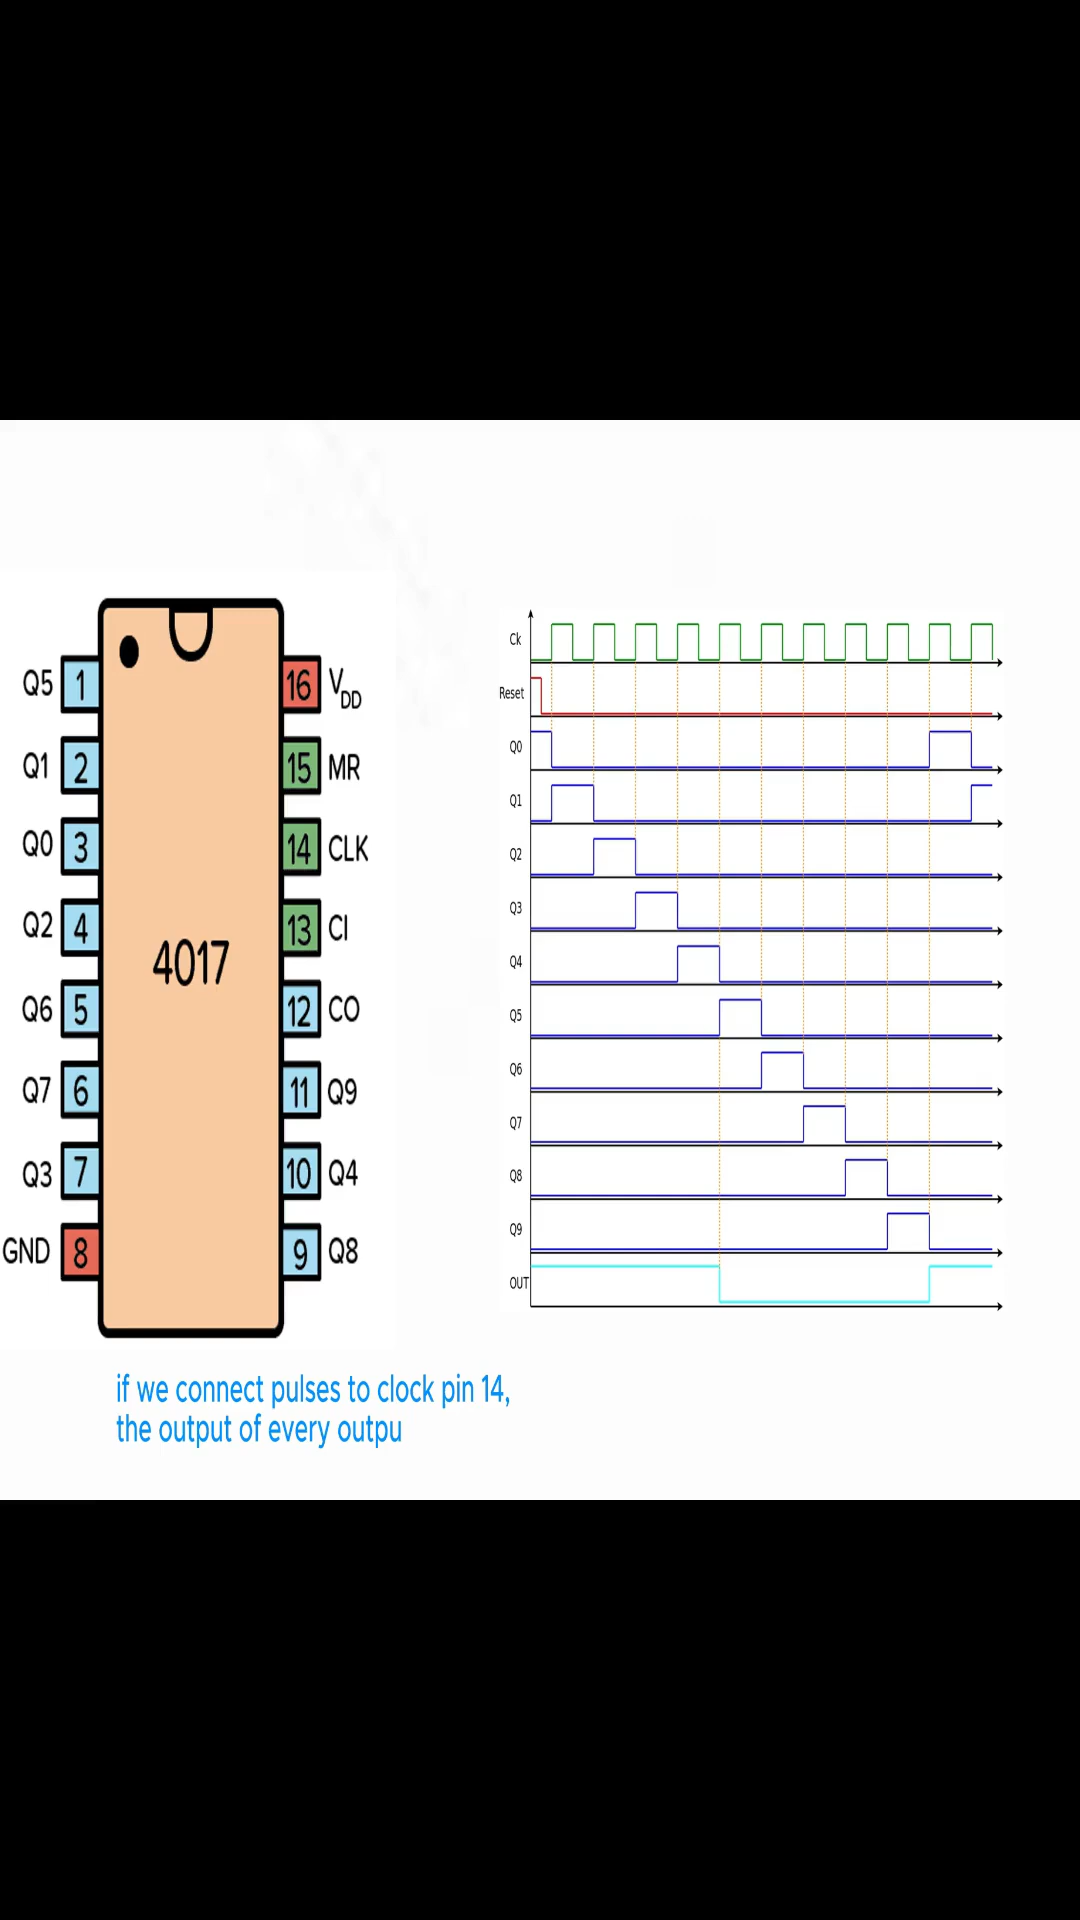 Q5 1 16 VDD
Q1 2 15 MR
Q0 3 14 CLK
Q2 4 13 CI
4017
Q6 5 12 CO
Q7 6 11 Q9
Q3 7 10 Q4
GND 8 9 Q8
Ck
Reset
Q0
Q1
Q2
Q3
Q4
Q5
Q6
Q7
Q8
Q9
OUT
if we connect pulses to clock pin 14,
the output of every outpu